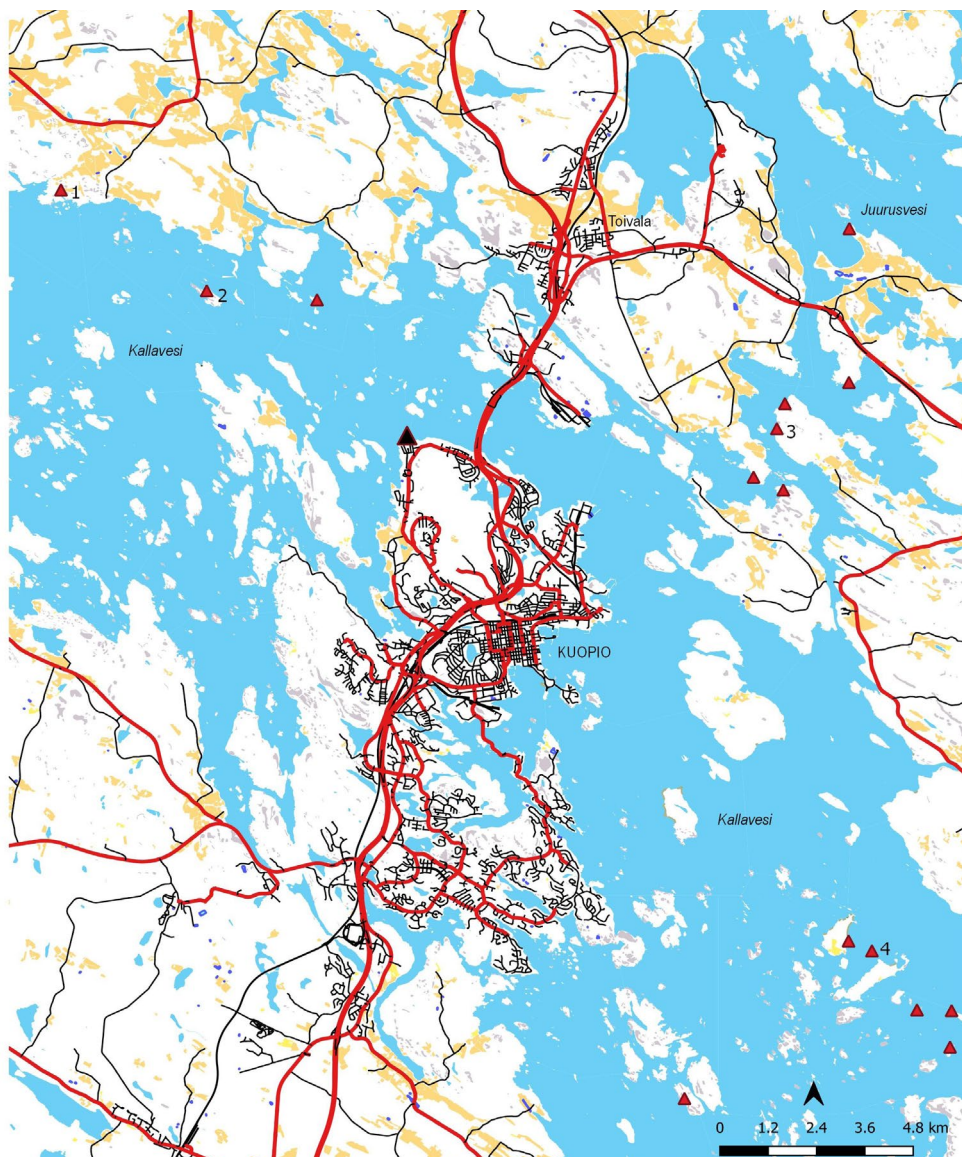 1
Toivala
Juurusvesi
2
Kallavesi
3
KUOPIO
Kallavesi
4
0 1.2 2.4 3.6 4.8 km